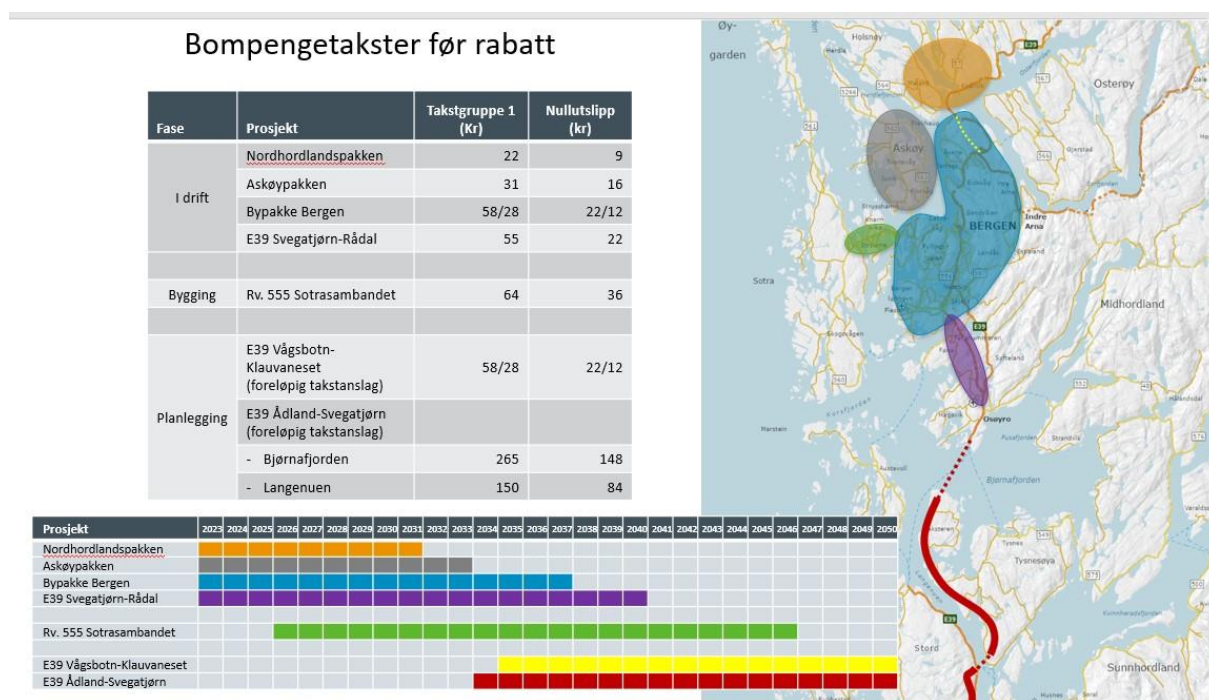 Bompengetakster før rabatt
Fase Prosjekt Takstgruppe 1 (Kr) Nullutslipp (kr)
I drift
Nordhordlandspakken 22 9
Askøypakken 31 16
Bypakke Bergen 58/28 22/12
E39 Svegatjørn-Rådal 55 22
Bygging Rv. 555 Sotrasambandet 64 36
Planlegging
E39 Vågsbotn-
Klauvaneset
(foreløpig takstanslag) 58/28 22/12
E39 Ådland-Svegatjørn
(foreløpig takstanslag)
- Bjørnafjorden 265 148
- Langenuen 150 84
Prosjekt 2023 2024 2025 2026 2027 2028 2029 2030 2031 2032 2033 2034 2035 2036 2037 2038 2039 2040 2041 2042 2043 2044 2045 2046 2047 2048 2049 2050
Nordhordlandspakken
Askøypakken
Bypakke Bergen
E39 Svegatjørn-Rådal
Rv. 555 Sotrasambandet
E39 Vågsbotn-Klauvaneset
E39 Ådland-Svegatjørn
Øy-
garden
Holsnøy
E39
Osterøy
Askøy
BERGEN
Indre
Arna
Sotra
Midhordland
E39
Osøyro
Bjørnafjorden
Tysnes
Tysnesøya
E39
Stord
Sunnhordland